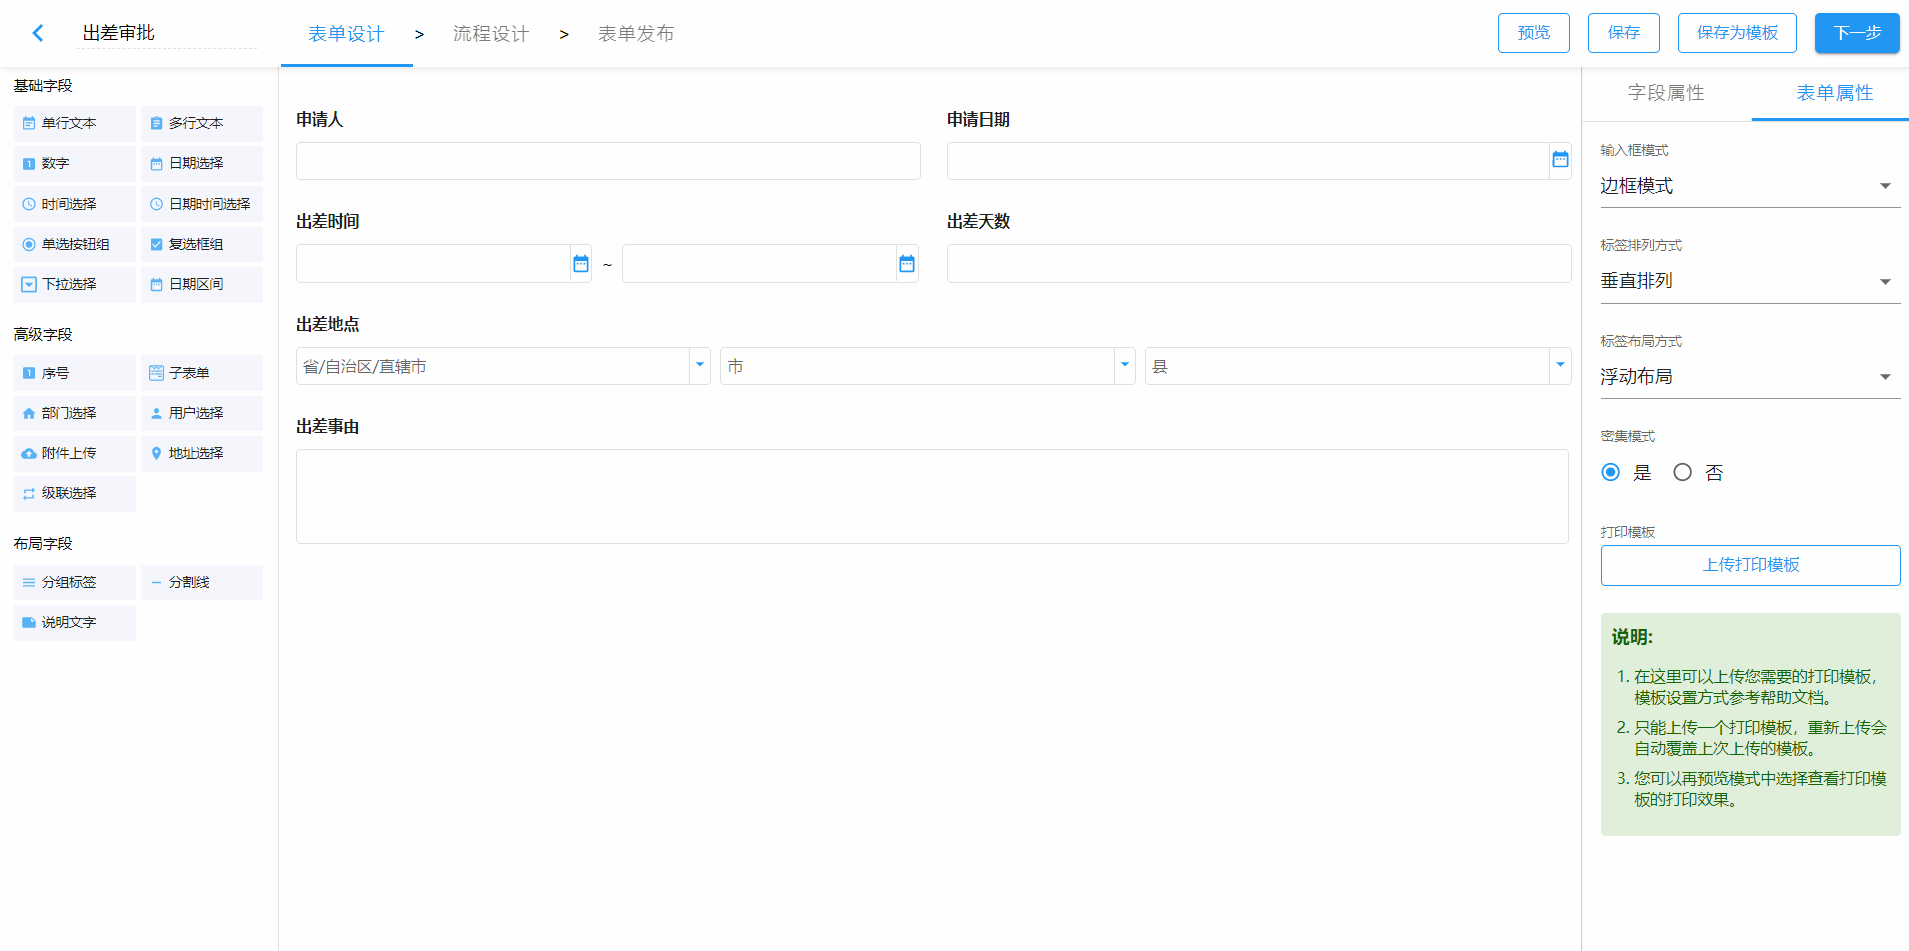 出差审批
表单设计 > 流程设计 > 表单发布
预览 保存 保存为模板 下一步
基础字段
单行文本 多行文本
数字 日期选择
时间选择 日期时间选择
单选按钮组 复选框组
下拉选择 日期区间
高级字段
序号 子表单
部门选择 用户选择
附件上传 地址选择
级联选择
布局字段
分组标签 分割线
说明文字
申请人 申请日期
出差时间 出差天数
~
出差地点
省/自治区/直辖市 市 县
出差事由
字段属性 表单属性
输入框模式
边框模式
标签排列方式
垂直排列
标签布局方式
浮动布局
密集模式
是 否
打印模板
上传打印模板
说明:
1. 在这里可以上传您需要的打印模板，
模板设置方式参考帮助文档。
2. 只能上传一个打印模板，重新上传会
自动覆盖上次上传的模板。
3. 您可以再预览模式中选择查看打印模
板的打印效果。